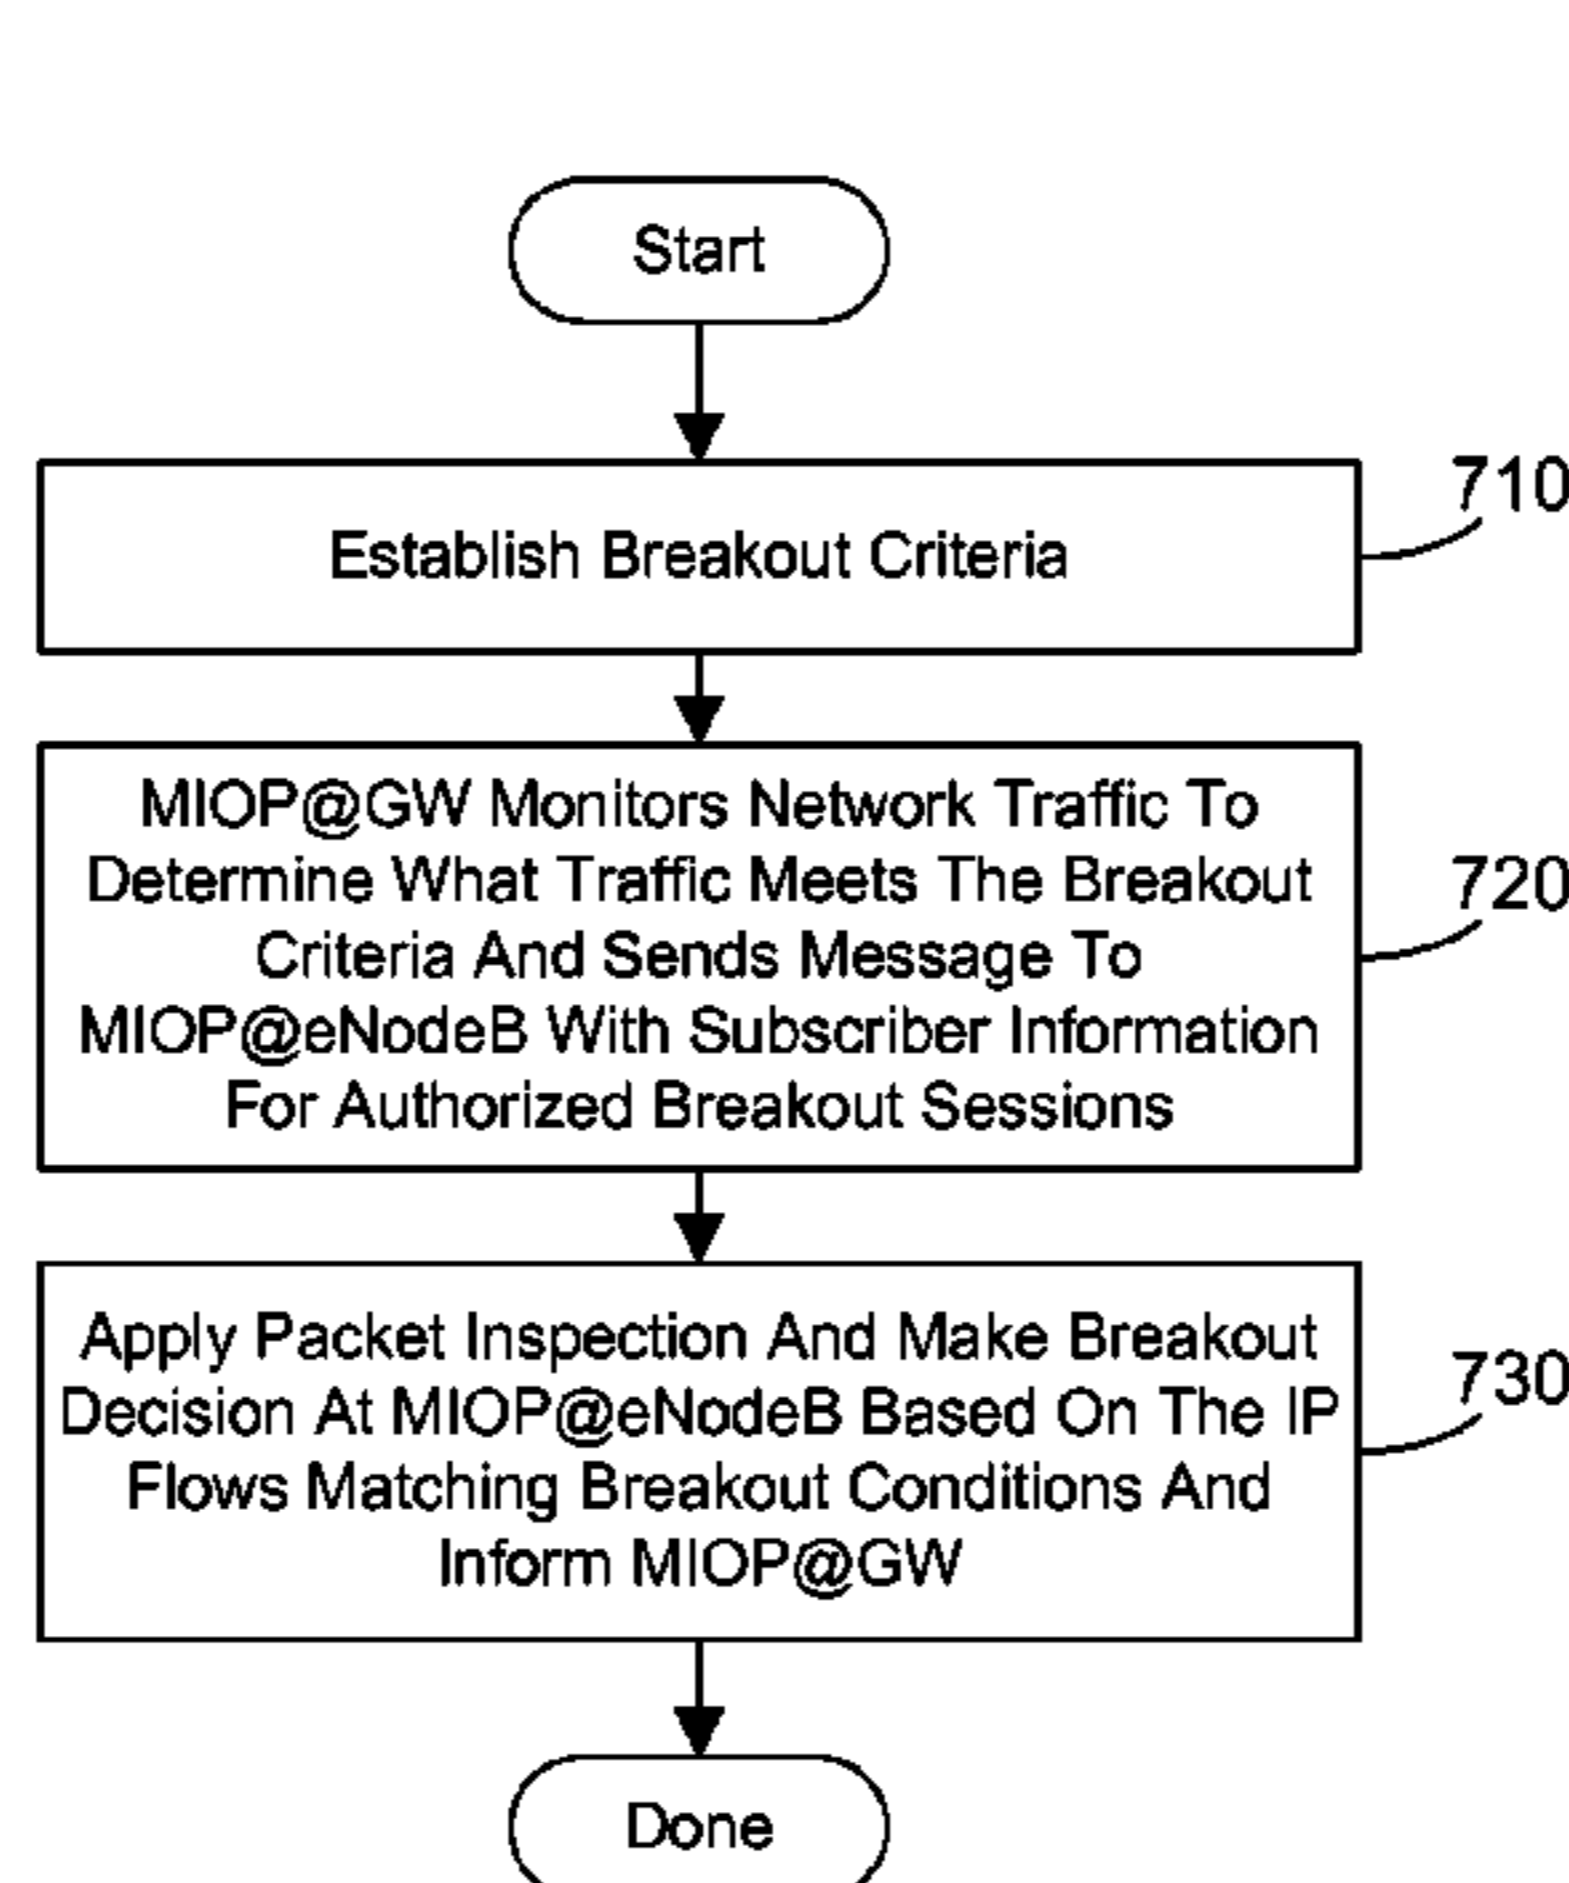 Start
Establish Breakout Criteria
710
MIOP@GW Monitors Network Traffic To
Determine What Traffic Meets The Breakout
Criteria And Sends Message To
MIOP@eNodeB With Subscriber Information
For Authorized Breakout Sessions
720
Apply Packet Inspection And Make Breakout
Decision At MIOP@eNodeB Based On The IP
Flows Matching Breakout Conditions And
Inform MIOP@GW
730
Done